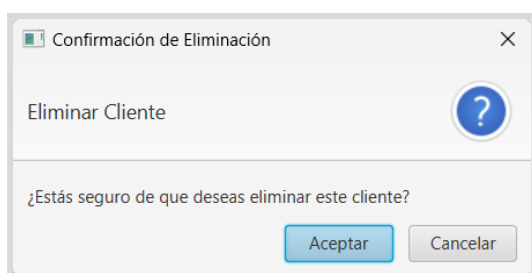 Confirmación de Eliminación
Eliminar Cliente
?
¿Estás seguro de que deseas eliminar este cliente?
Aceptar Cancelar